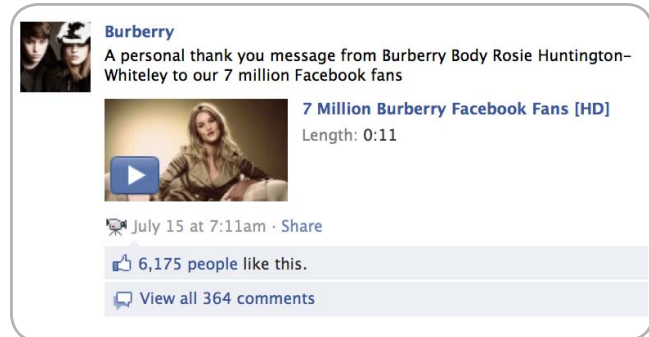 Burberry
A personal thank you message from Burberry Body Rosie Huntington-
Whiteley to our 7 million Facebook fans
7 Million Burberry Facebook Fans [HD]
Length: 0:11
July 15 at 7:11am · Share
6,175 people like this.
View all 364 comments